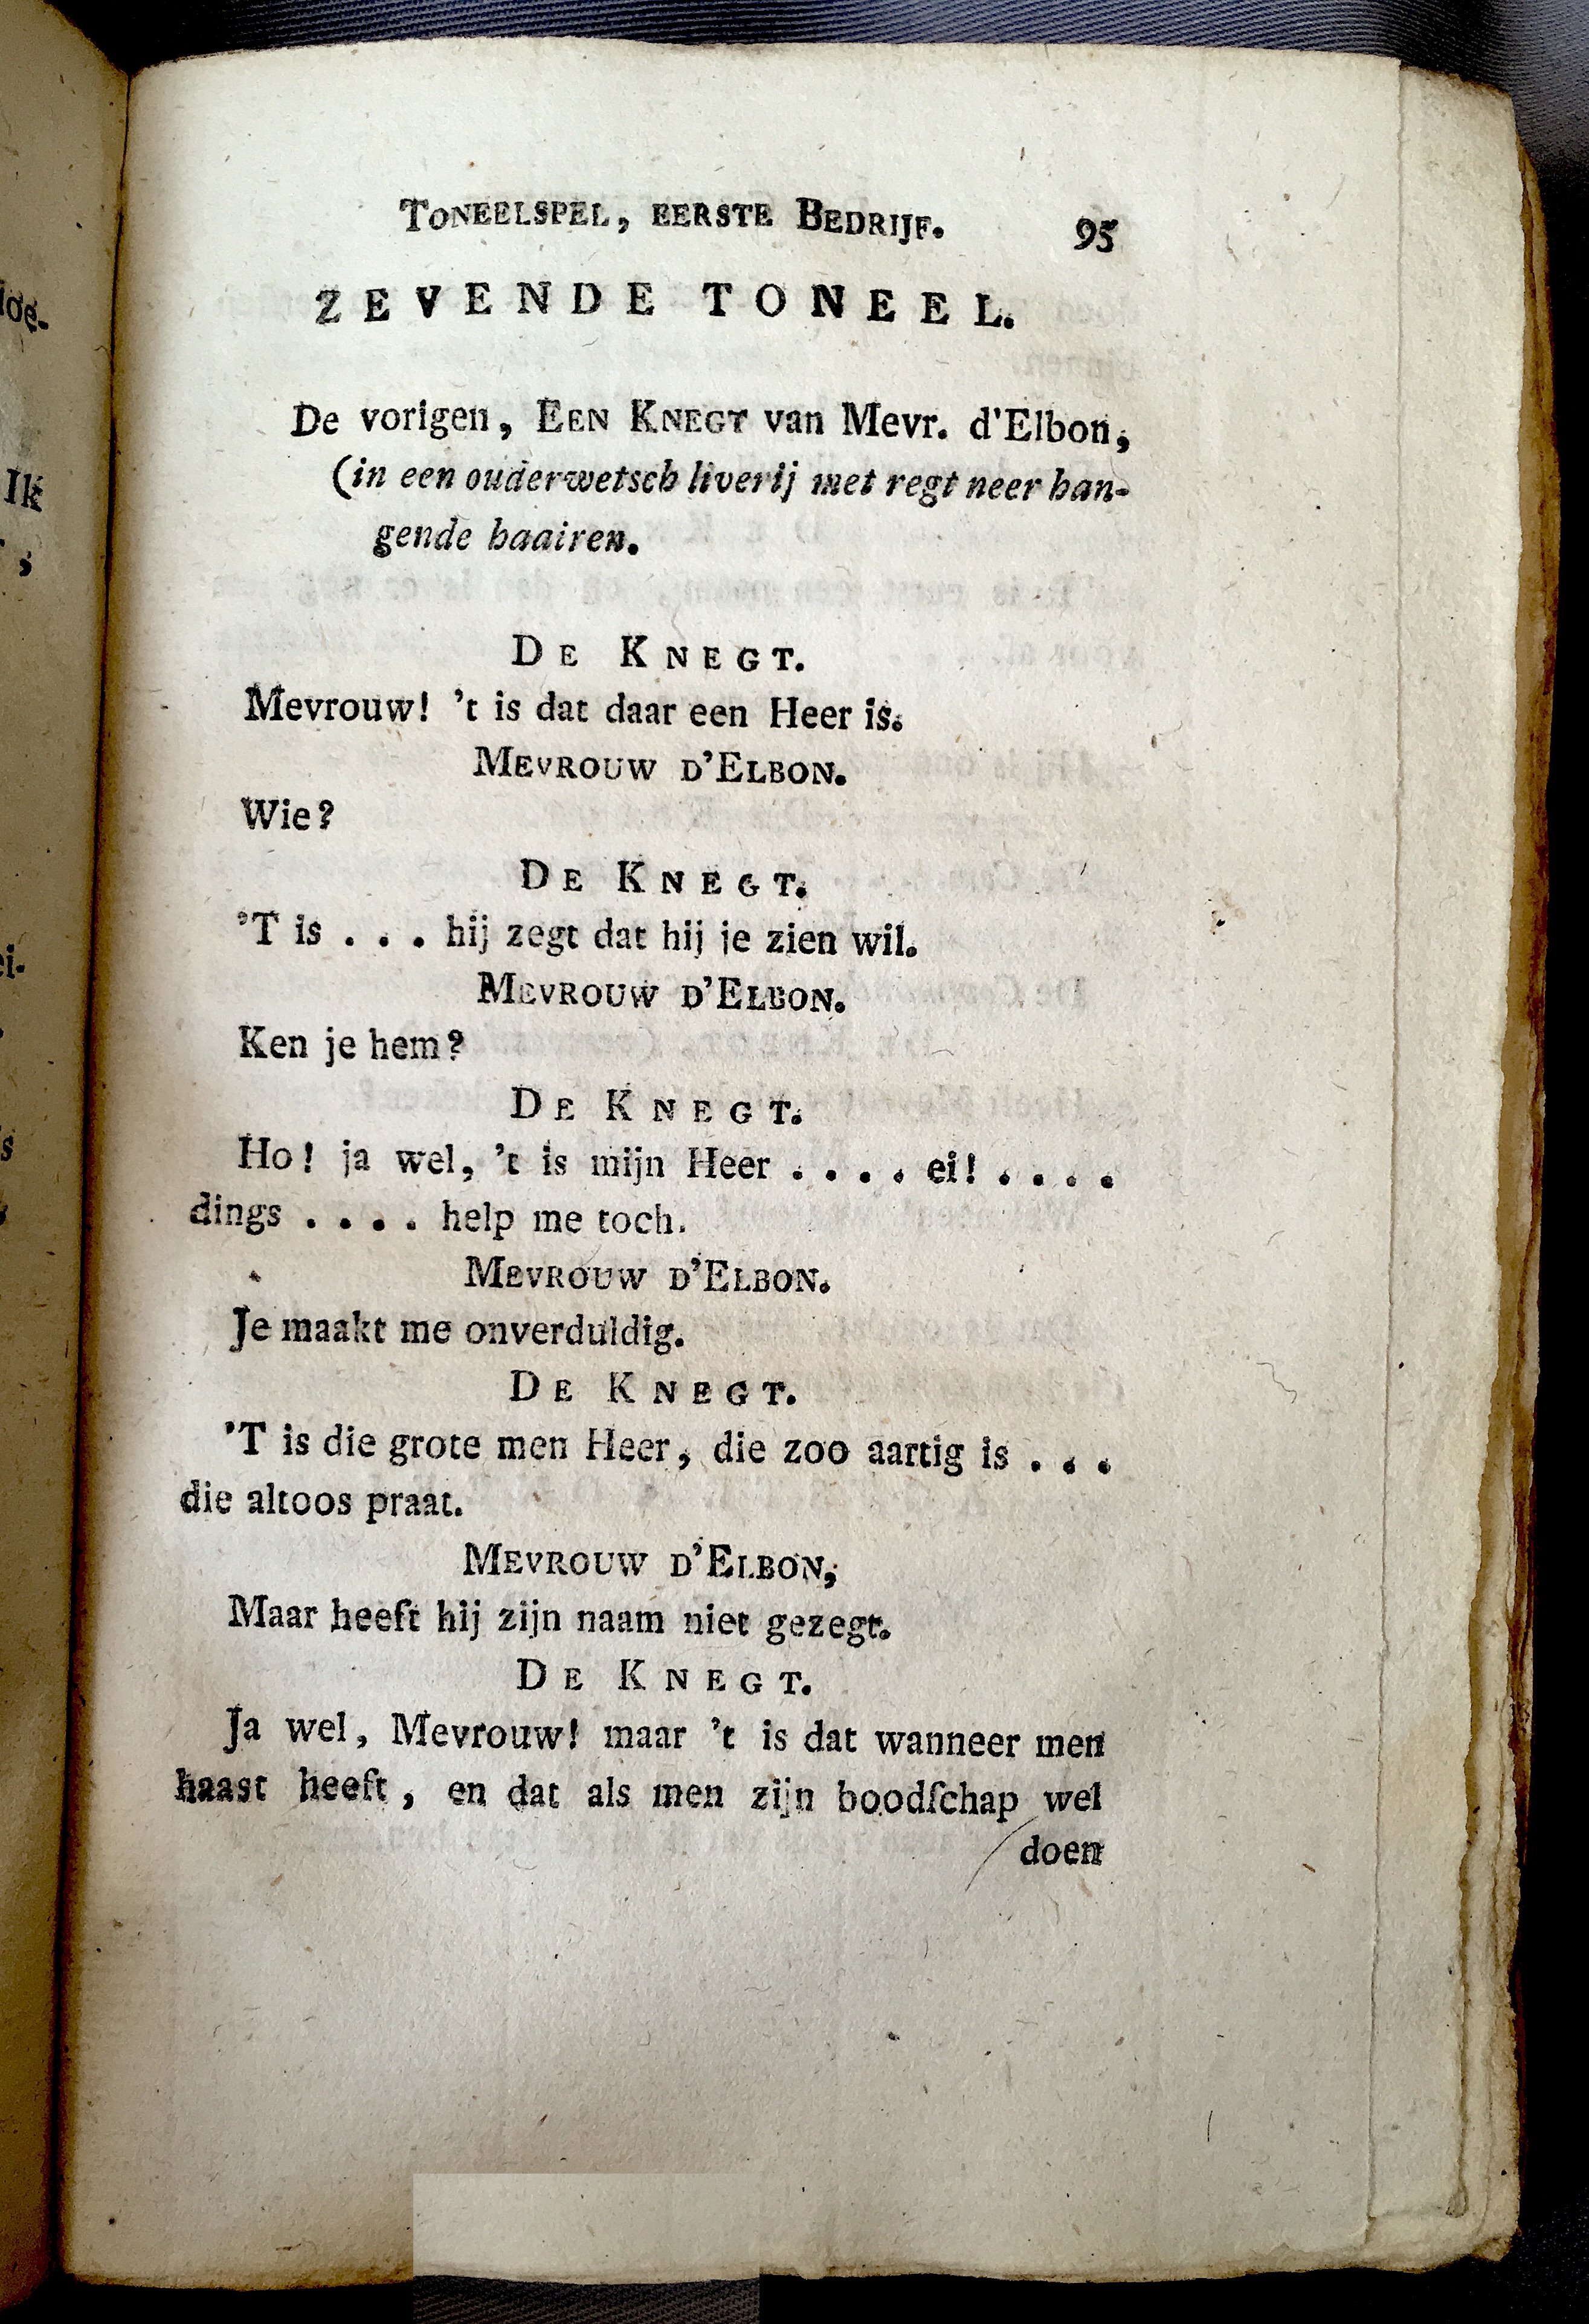 TONEELSPEL, EERSTE BEDRIJF. 95
ZEVENDE TONEEL.
De vorigen, EEN KNEGT van Mevr. d'Elbon,
(in een ouderwetsch liverij met regt neer han-
gende haairen.
DE KNEGT.
Mevrouw! 't is dat daar een Heer is.
MEVROUW D'ELBON.
Wie?
DE KNEGT.
'T is . . . hij zegt dat hij je zien wil.
MEVROUW D'ELBON.
Ken je hem?
DE KNEGT.
Ho! ja wel, 't is mijn Heer . . . . ei! . . . .
dings . . . . help me toch.
MEVROUW D'ELBON.
Je maakt me onverduldig.
DE KNEGT.
'T is die grote men Heer, die zoo aartig is . . .
die altoos praat.
MEVROUW D'ELBON,
Maar heeft hij zijn naam niet gezegt.
DE KNEGT.
Ja wel, Mevrouw! maar 't is dat wanneer men
haast heeft, en dat als men zijn boodſchap wel
doen
ide-
Ik
ei-